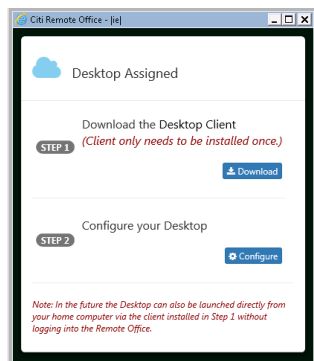 Citi Remote Office - |ie|
Desktop Assigned
Download the Desktop Client
STEP 1
(Client only needs to be installed once.)
Download
Configure your Desktop
STEP 2
Configure
Note: In the future the Desktop can also be launched directly from
your home computer via the client installed in Step 1 without
logging into the Remote Office.